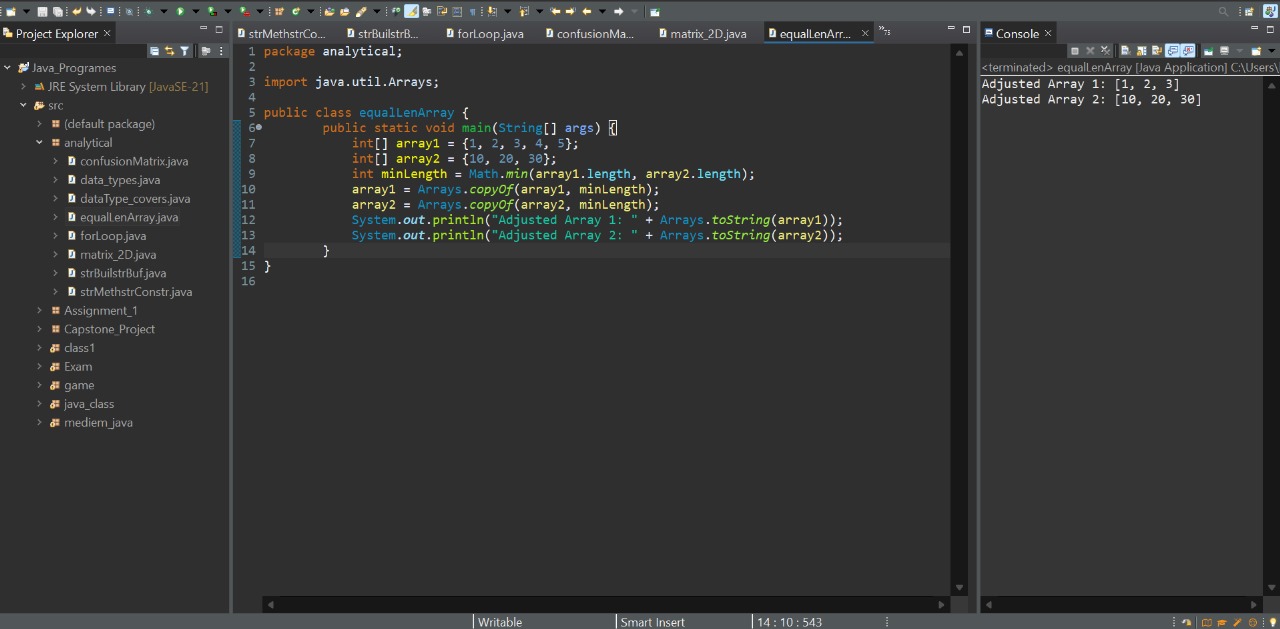 Project Explorer
Java_Programes
JRE System Library [JavaSE-21]
src
(default package)
analytical
confusionMatrix.java
data_types.java
dataType_covers.java
equalLenArray.java
forLoop.java
matrix_2D.java
strBuilstrBuf.java
strMethstrConstr.java
Assignment_1
Capstone_Project
class1
Exam
game
java_class
mediem_java
strMethstrCo... strBuilstrB... forLoop.java confusionMa... matrix_2D.java equalLenArr... »75
1 package analytical;
2
3 import java.util.Arrays;
4
5 public class equalLenArray {
6 public static void main(String[] args) {
7 int[] array1 = {1, 2, 3, 4, 5};
8 int[] array2 = {10, 20, 30};
9 int minLength = Math.min(array1.length, array2.length);
10 array1 = Arrays.copyOf(array1, minLength);
11 array2 = Arrays.copyOf(array2, minLength);
12 System.out.println("Adjusted Array 1: " + Arrays.toString(array1));
13 System.out.println("Adjusted Array 2: " + Arrays.toString(array2));
14 }
15 }
16
Console
<terminated> equalLenArray [Java Application] C:\Users\
Adjusted Array 1: [1, 2, 3]
Adjusted Array 2: [10, 20, 30]
Writable Smart Insert 14 : 10 : 543